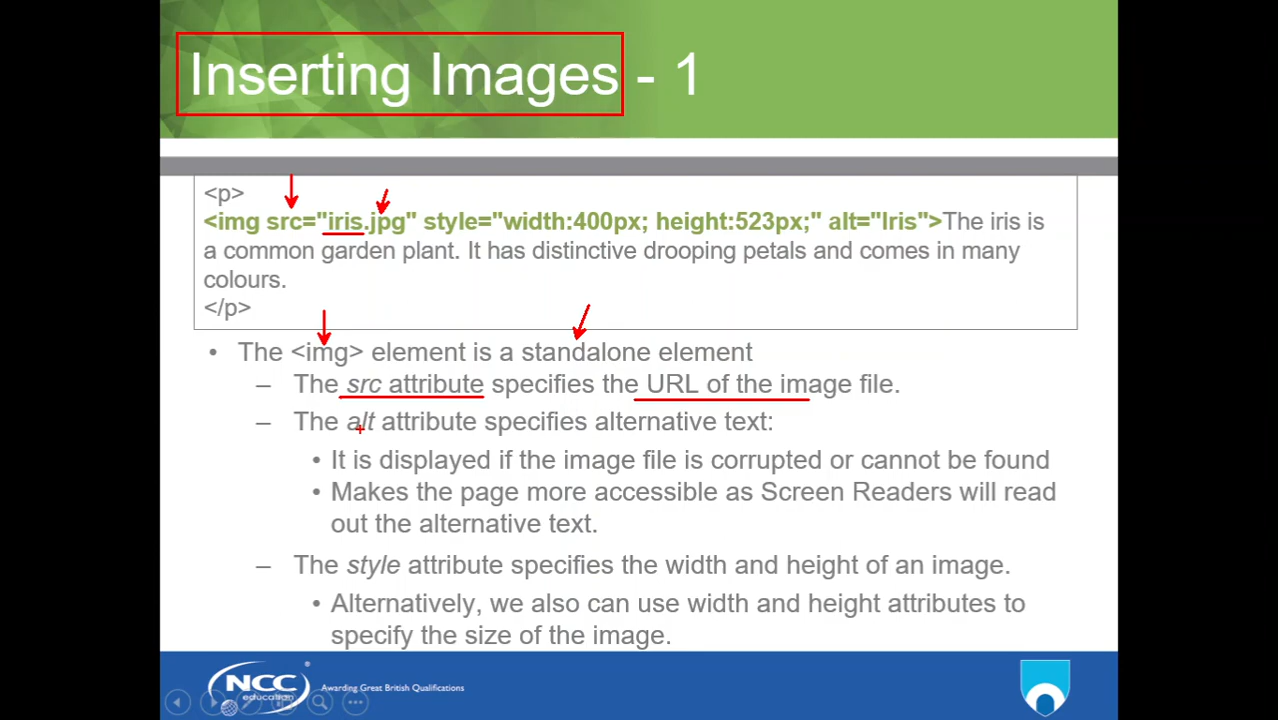 Inserting Images - 1
<p>
<img src="iris.jpg" style="width:400px; height:523px;" alt="Iris">The iris is
a common garden plant. It has distinctive drooping petals and comes in many
colours.
</p>
• The <img> element is a standalone element
– The src attribute specifies the URL of the image file.
– The alt attribute specifies alternative text:
• It is displayed if the image file is corrupted or cannot be found
• Makes the page more accessible as Screen Readers will read
out the alternative text.
– The style attribute specifies the width and height of an image.
• Alternatively, we also can use width and height attributes to
specify the size of the image.
NCC ®
education
Awarding Great British Qualifications